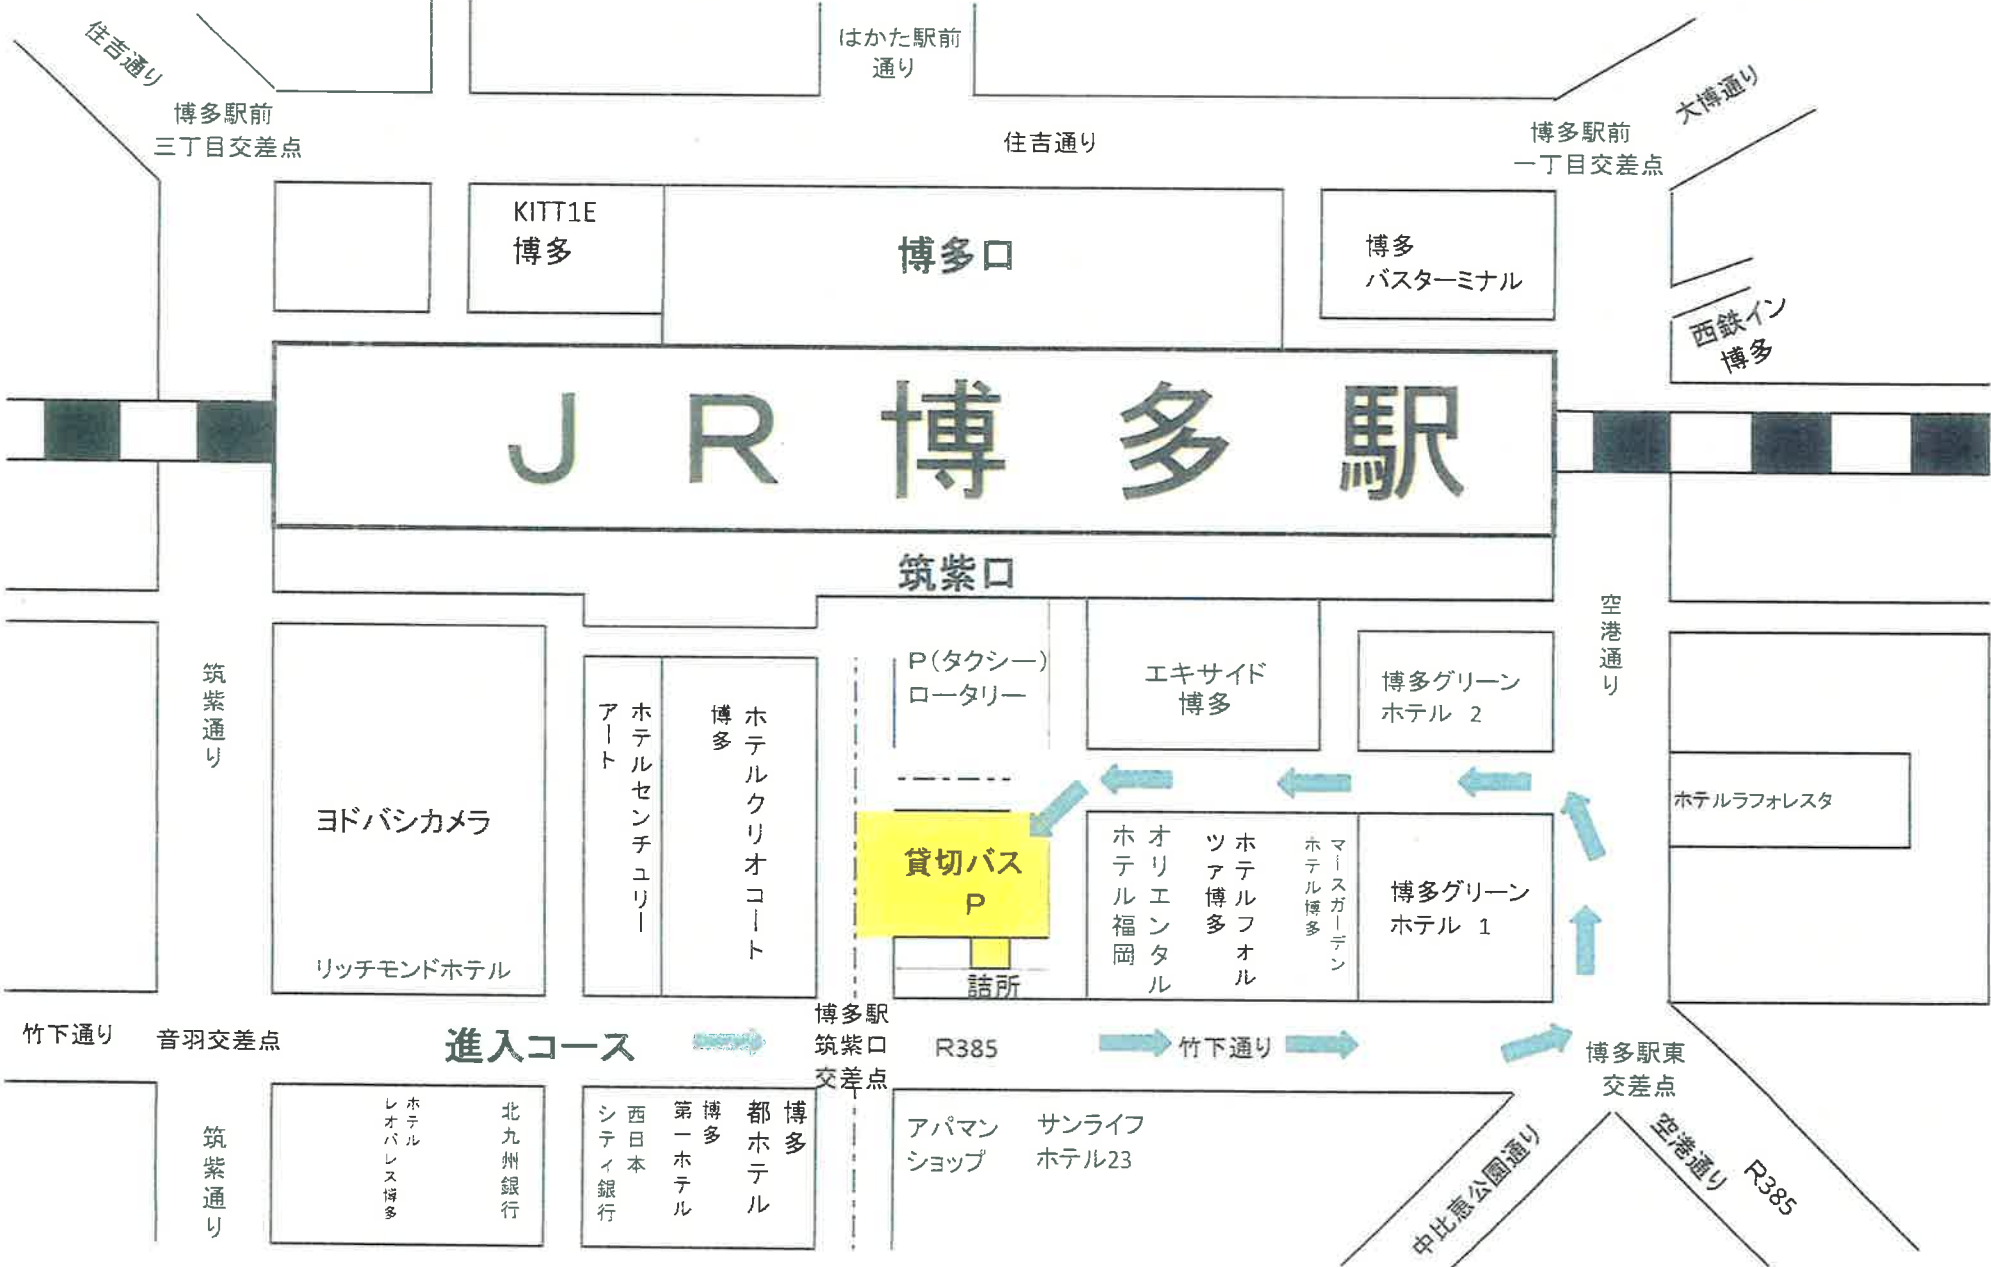 住吉通り
はかた駅前
通り
大博通り
博多駅前
三丁目交差点
住吉通り
博多駅前
一丁目交差点
KITT1E
博多
博多口
博多
バスターミナル
西鉄イン
博多
JR博多駅
筑紫口
空港通り
筑紫通り
P(タクシー)
ロータリー
エキサイド
博多
博多グリーン
ホテル 2
ホテルセンチュリー
アート
ホテルクリオコート
博多
ヨドバシカメラ
リッチモンドホテル
貸切バス
P
詰所
オリエンタル
ホテル福岡
ホテルフォル
ツァ博多
マースガーデン
ホテル博多
博多グリーン
ホテル 1
ホテルラフォレスタ
竹下通り
音羽交差点
進入コース
博多駅
筑紫口
交差点
R385
竹下通り
博多駅東
交差点
筑紫通り
ホテル
レオパレス博多
北九州銀行
西日本
シティ銀行
博多
第一ホテル
博多
都ホテル
アパマン
ショップ
サンライフ
ホテル23
中比恵公園通り
空港通り
R385